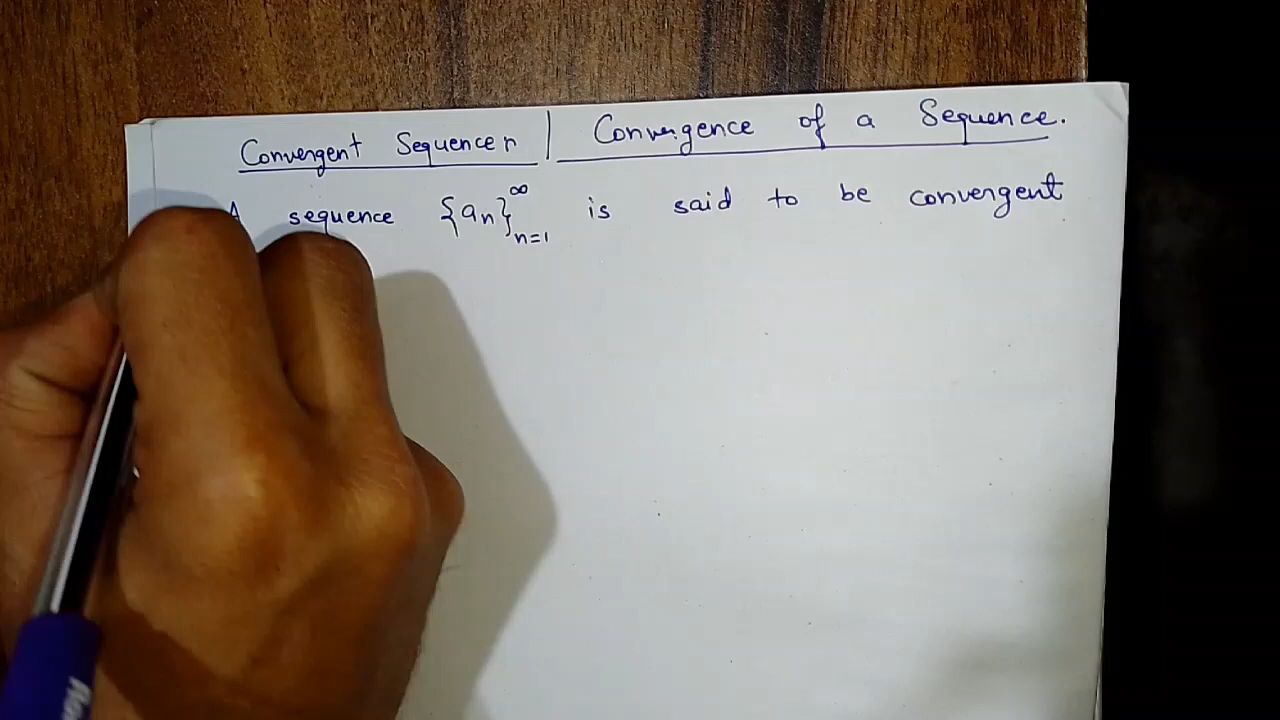 Convergent Sequence | Convergence of a Sequence.
A sequence {an}∞n=1 is said to be convergent